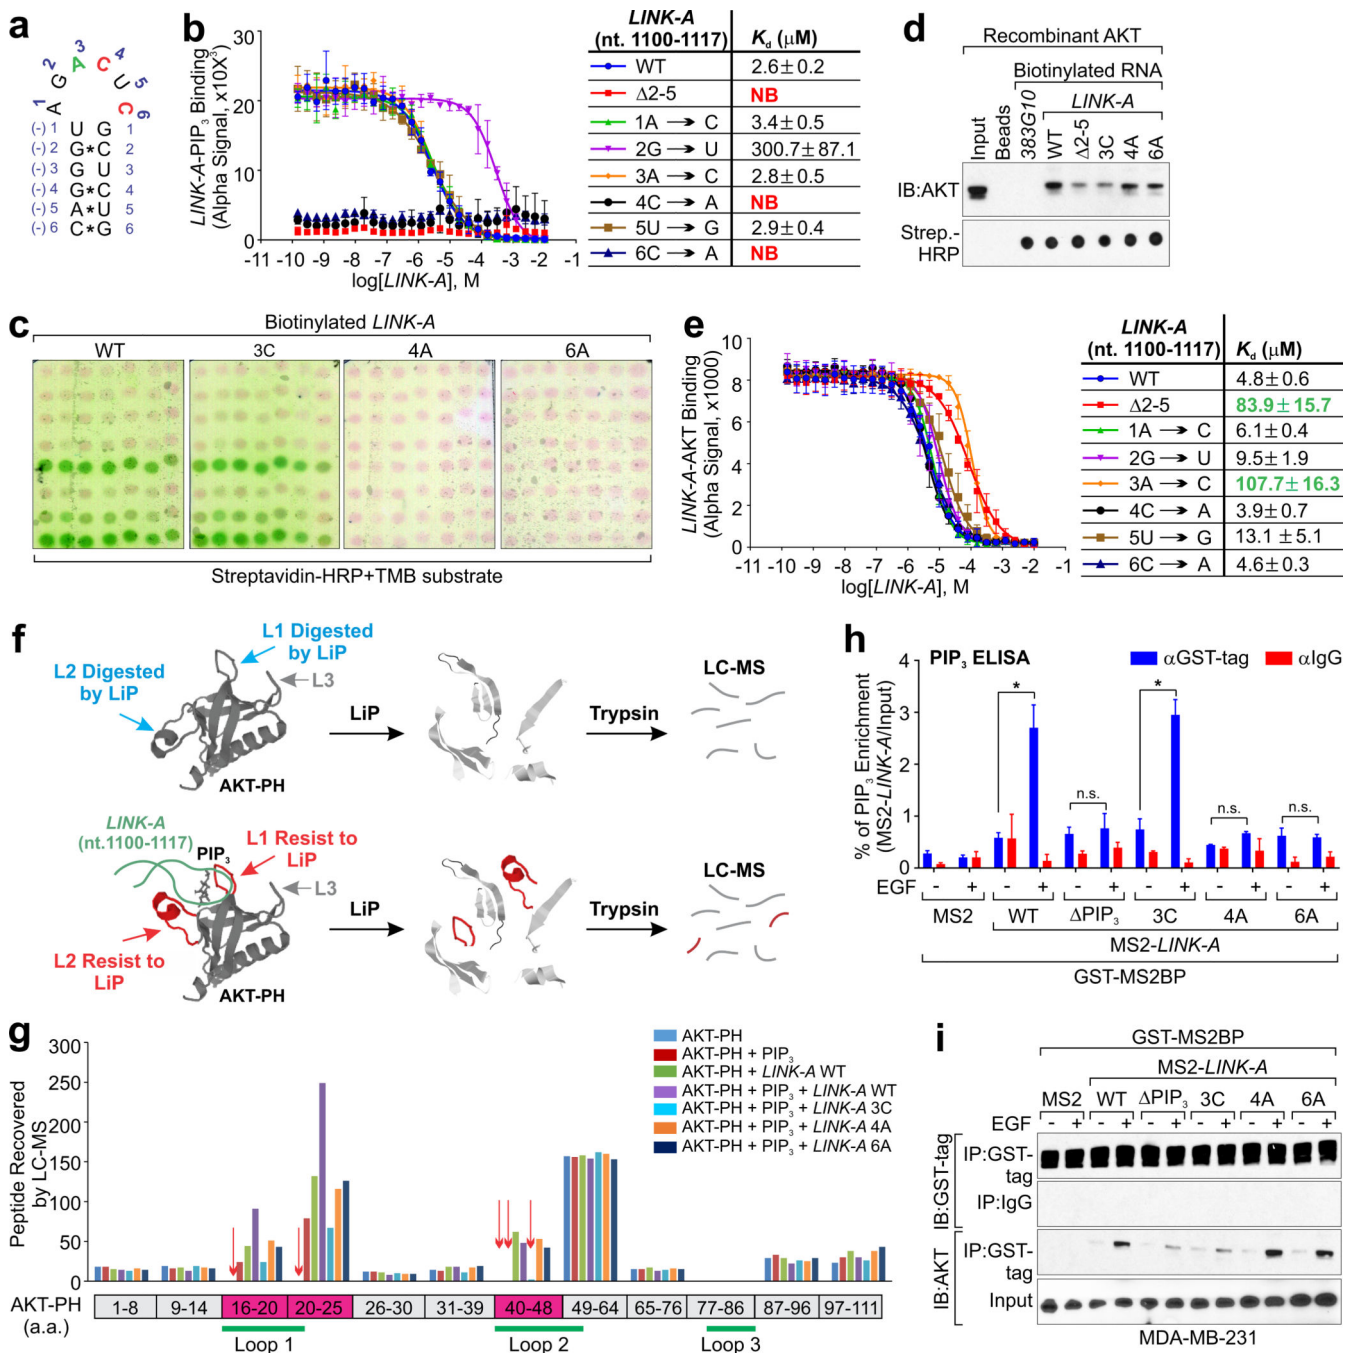 a
1 2 3 4 5 6
A G A C U C
(-) 1 U G 1
(-) 2 G*C 2
(-) 3 G U 3
(-) 4 G*C 4
(-) 5 A*U 5
(-) 6 C*G 6
b
LINK-A-PIP3 Binding
(Alpha Signal, x10X³)
30
20
10
0
-11 -10 -9 -8 -7 -6 -5 -4 -3 -2 -1
log[LINK-A], M
LINK-A
(nt. 1100-1117) Kd (µM)
WT 2.6±0.2
Δ2-5 NB
1A → C 3.4±0.5
2G → U 300.7±87.1
3A → C 2.8±0.5
4C → A NB
5U → G 2.9±0.4
6C → A NB
c
Biotinylated LINK-A
WT 3C 4A 6A
Streptavidin-HRP+TMB substrate
d
Recombinant AKT
Biotinylated RNA
LINK-A
Input Beads 383G10 WT Δ2-5 3C 4A 6A
IB:AKT
Strep.-
HRP
e
LINK-A-AKT Binding
(Alpha Signal, x1000)
10
8
6
4
2
0
-11 -10 -9 -8 -7 -6 -5 -4 -3 -2 -1
log[LINK-A], M
LINK-A
(nt. 1100-1117) Kd (µM)
WT 4.8±0.6
Δ2-5 83.9±15.7
1A → C 6.1±0.4
2G → U 9.5±1.9
3A → C 107.7±16.3
4C → A 3.9±0.7
5U → G 13.1±5.1
6C → A 4.6±0.3
f
L1 Digested
by LiP
L2 Digested
by LiP
L3
AKT-PH
LiP
Trypsin
LC-MS
LINK-A
(nt.1100-1117)
PIP3
L1 Resist to
LiP
L3
L2 Resist to
LiP
AKT-PH
LiP
Trypsin
LC-MS
g
Peptide Recovered
by LC-MS
300
250
200
150
100
50
0
AKT-PH
AKT-PH + PIP3
AKT-PH + LINK-A WT
AKT-PH + PIP3 + LINK-A WT
AKT-PH + PIP3 + LINK-A 3C
AKT-PH + PIP3 + LINK-A 4A
AKT-PH + PIP3 + LINK-A 6A
AKT-PH
(a.a.)
1-8 9-14 16-20 20-25 26-30 31-39 40-48 49-64 65-76 77-86 87-96 97-111
Loop 1 Loop 2 Loop 3
h
PIP3 ELISA
αGST-tag αIgG
% of PIP3 Enrichment
(MS2-LINK-A/Input)
4
3
2
1
0
* n.s. * n.s. n.s.
EGF - + - + - + - + - + - +
MS2 WT ΔPIP3 3C 4A 6A
MS2-LINK-A
GST-MS2BP
i
GST-MS2BP
MS2-LINK-A
MS2 WT ΔPIP3 3C 4A 6A
EGF - + - + - + - + - + - +
IB:GST-tag
IP:GST-
tag
IP:IgG
IB:AKT
IP:GST-
tag
Input
MDA-MB-231